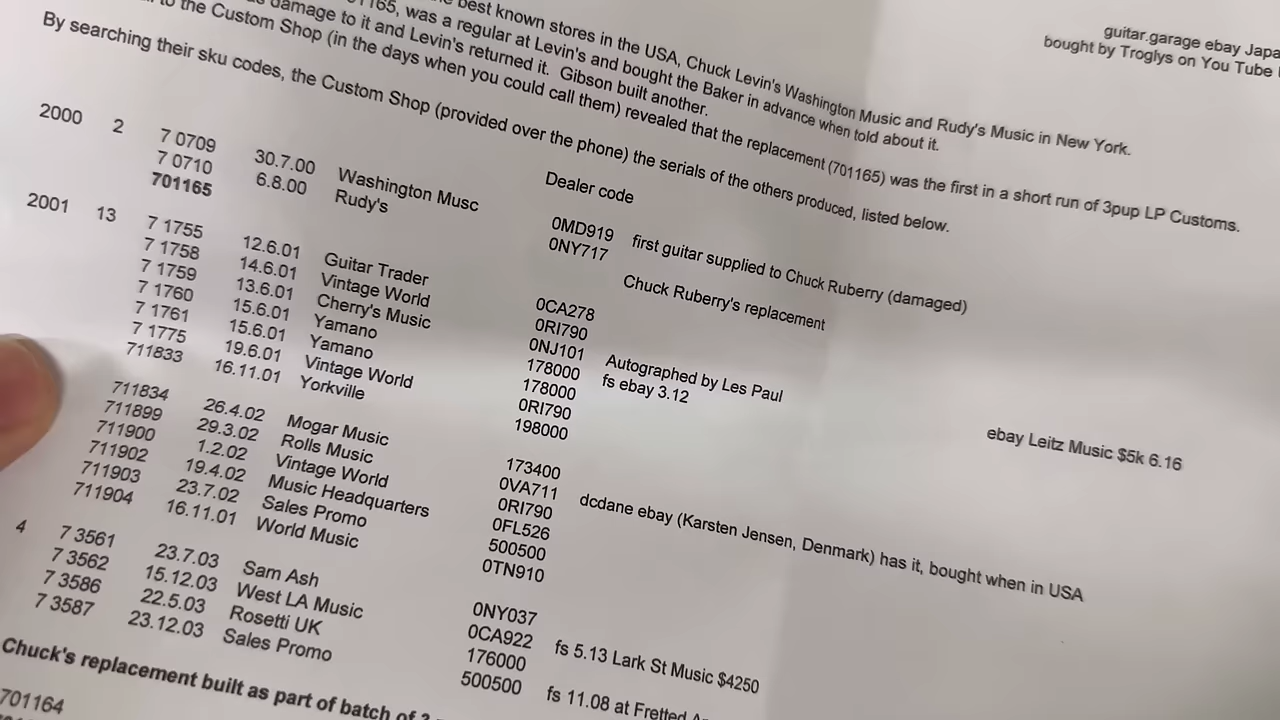 guitar.garage ebay Japa
bought by Troglys on You Tube
best known stores in the USA, Chuck Levin's Washington Music and Rudy's Music in New York.
165, was a regular at Levin's and bought the Baker in advance when told about it.
damage to it and Levin's returned it. Gibson built another.
to the Custom Shop (in the days when you could call them) revealed that the replacement (701165) was the first in a short run of 3pup LP Customs.
By searching their sku codes, the Custom Shop (provided over the phone) the serials of the others produced, listed below.
Dealer code
2000 2 7 0709 30.7.00 Washington Musc 0MD919 first guitar supplied to Chuck Ruberry (damaged)
7 0710 6.8.00 Rudy's 0NY717
701165 Chuck Ruberry's replacement
2001 13 7 1755 12.6.01 Guitar Trader 0CA278
7 1758 14.6.01 Vintage World 0RI790
7 1759 13.6.01 Cherry's Music 0NJ101 Autographed by Les Paul ebay Leitz Music $5k 6.16
7 1760 15.6.01 Yamano 178000 fs ebay 3.12
7 1761 15.6.01 Yamano 178000
7 1775 19.6.01 Vintage World 0RI790
711833 16.11.01 Yorkville 198000
711834 26.4.02 Mogar Music 173400
711899 29.3.02 Rolls Music 0VA711 dcdane ebay (Karsten Jensen, Denmark) has it, bought when in USA
711900 1.2.02 Vintage World 0RI790
711902 19.4.02 Music Headquarters 0FL526
711903 23.7.02 Sales Promo 500500
711904 16.11.01 World Music 0TN910
4 7 3561 23.7.03 Sam Ash 0NY037
7 3562 15.12.03 West LA Music 0CA922 fs 5.13 Lark St Music $4250
7 3586 22.5.03 Rosetti UK 176000
7 3587 23.12.03 Sales Promo 500500 fs 11.08 at Fretted
Chuck's replacement built as part of batch of
701164